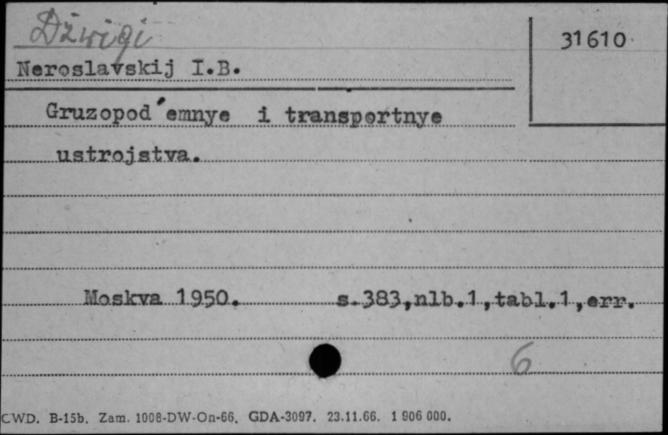 Dźwigi
31610
Neroslavskij I.B.
Gruzopod'emnye i transportnye
ustrojstva.
Moskva 1950. s.383,nlb.1,tabl.1,err.
6
CWD. B-15b. Zam. 1008-DW-On-66. GDA-3097. 23.11.66. 1 906 000.